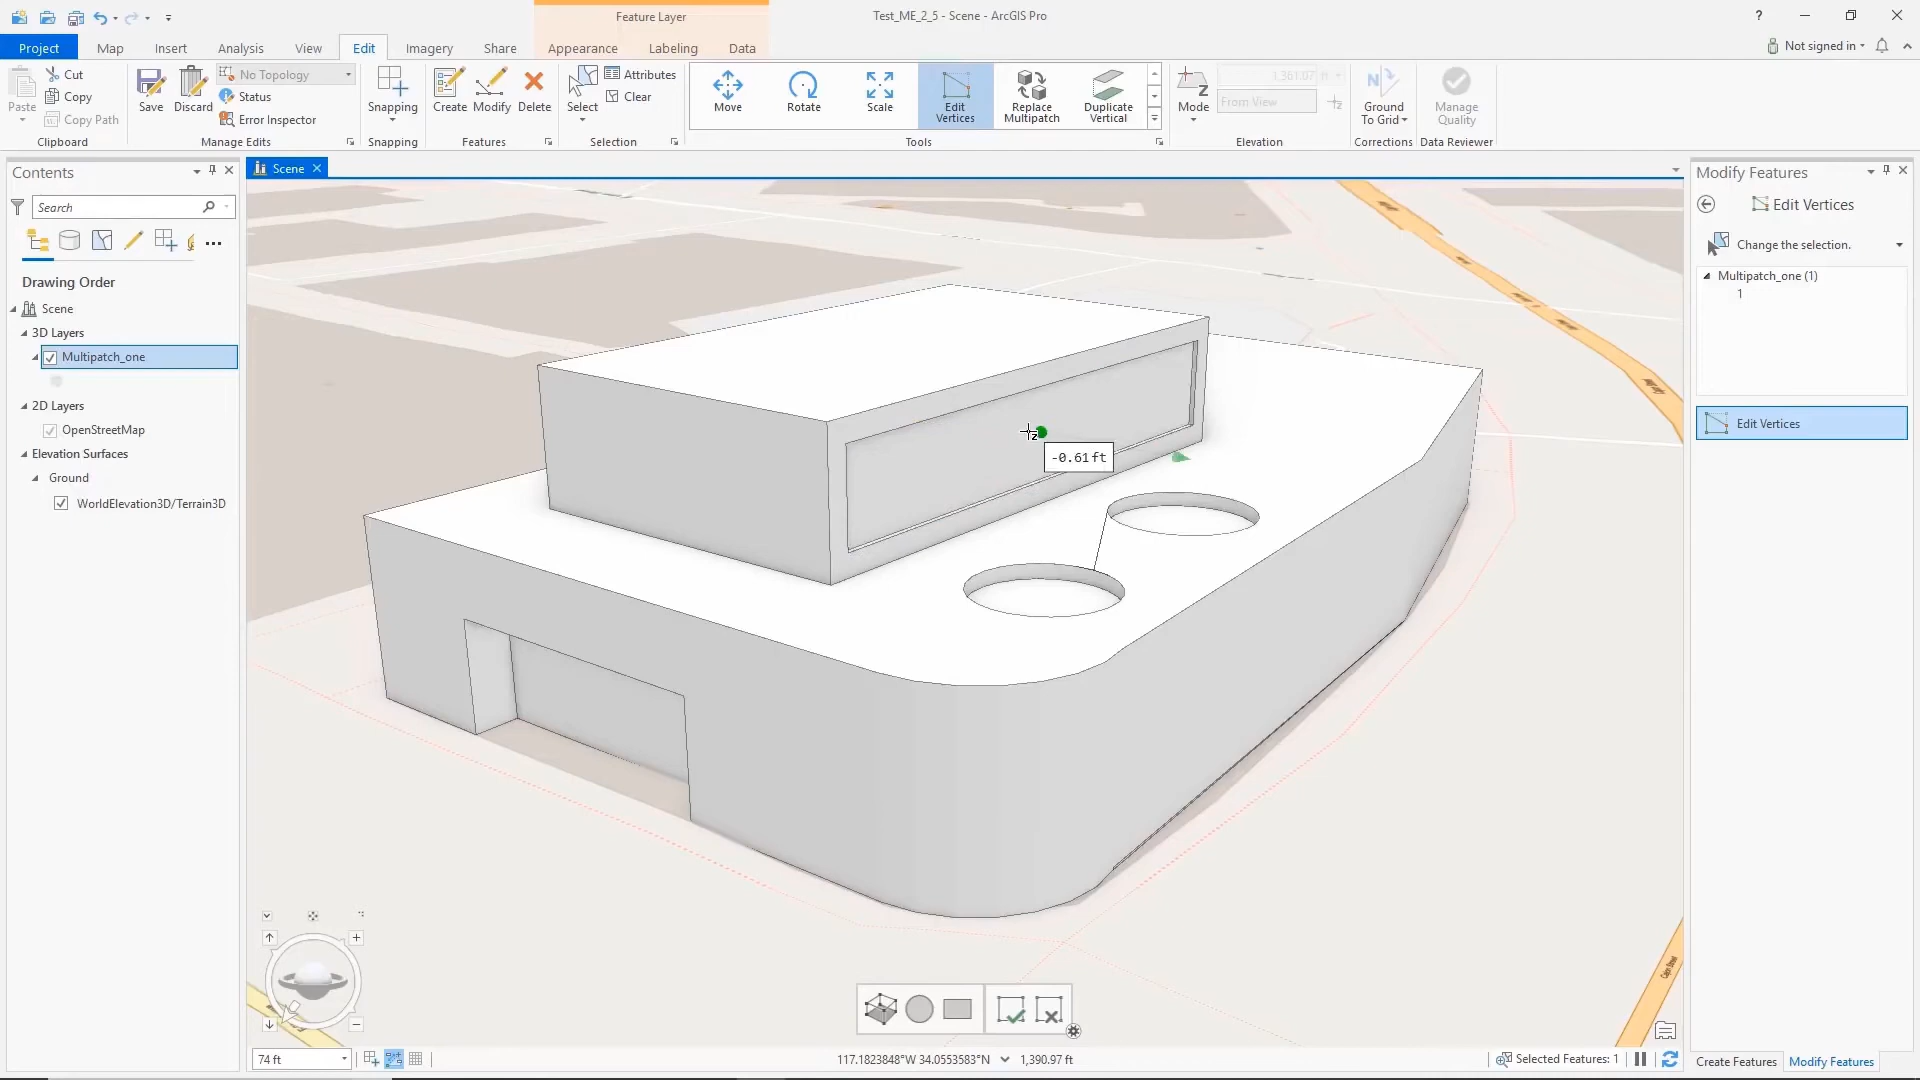 Feature Layer
Test_ME_2_5 - Scene - ArcGIS Pro
?
Project
Map
Insert
Analysis
View
Edit
Imagery
Share
Appearance
Labeling
Data
Not signed in
Paste
Cut
Copy
Copy Path
Clipboard
Save
Discard
No Topology
Status
Error Inspector
Manage Edits
Snapping
Snapping
Create
Modify
Delete
Features
Select
Attributes
Clear
Selection
Move
Rotate
Scale
Edit
Vertices
Replace
Multipatch
Duplicate
Vertical
Tools
Mode
1,361.07 ft
From View
Elevation
Ground
To Grid
Corrections
Manage
Quality
Data Reviewer
Contents
Search
Drawing Order
Scene
3D Layers
Multipatch_one
2D Layers
OpenStreetMap
Elevation Surfaces
Ground
WorldElevation3D/Terrain3D
Scene
-0.61 ft
74 ft
117.1823848°W 34.0553583°N
1,390.97 ft
Selected Features: 1
Modify Features
Edit Vertices
Change the selection.
Multipatch_one (1)
1
Edit Vertices
Create Features
Modify Features